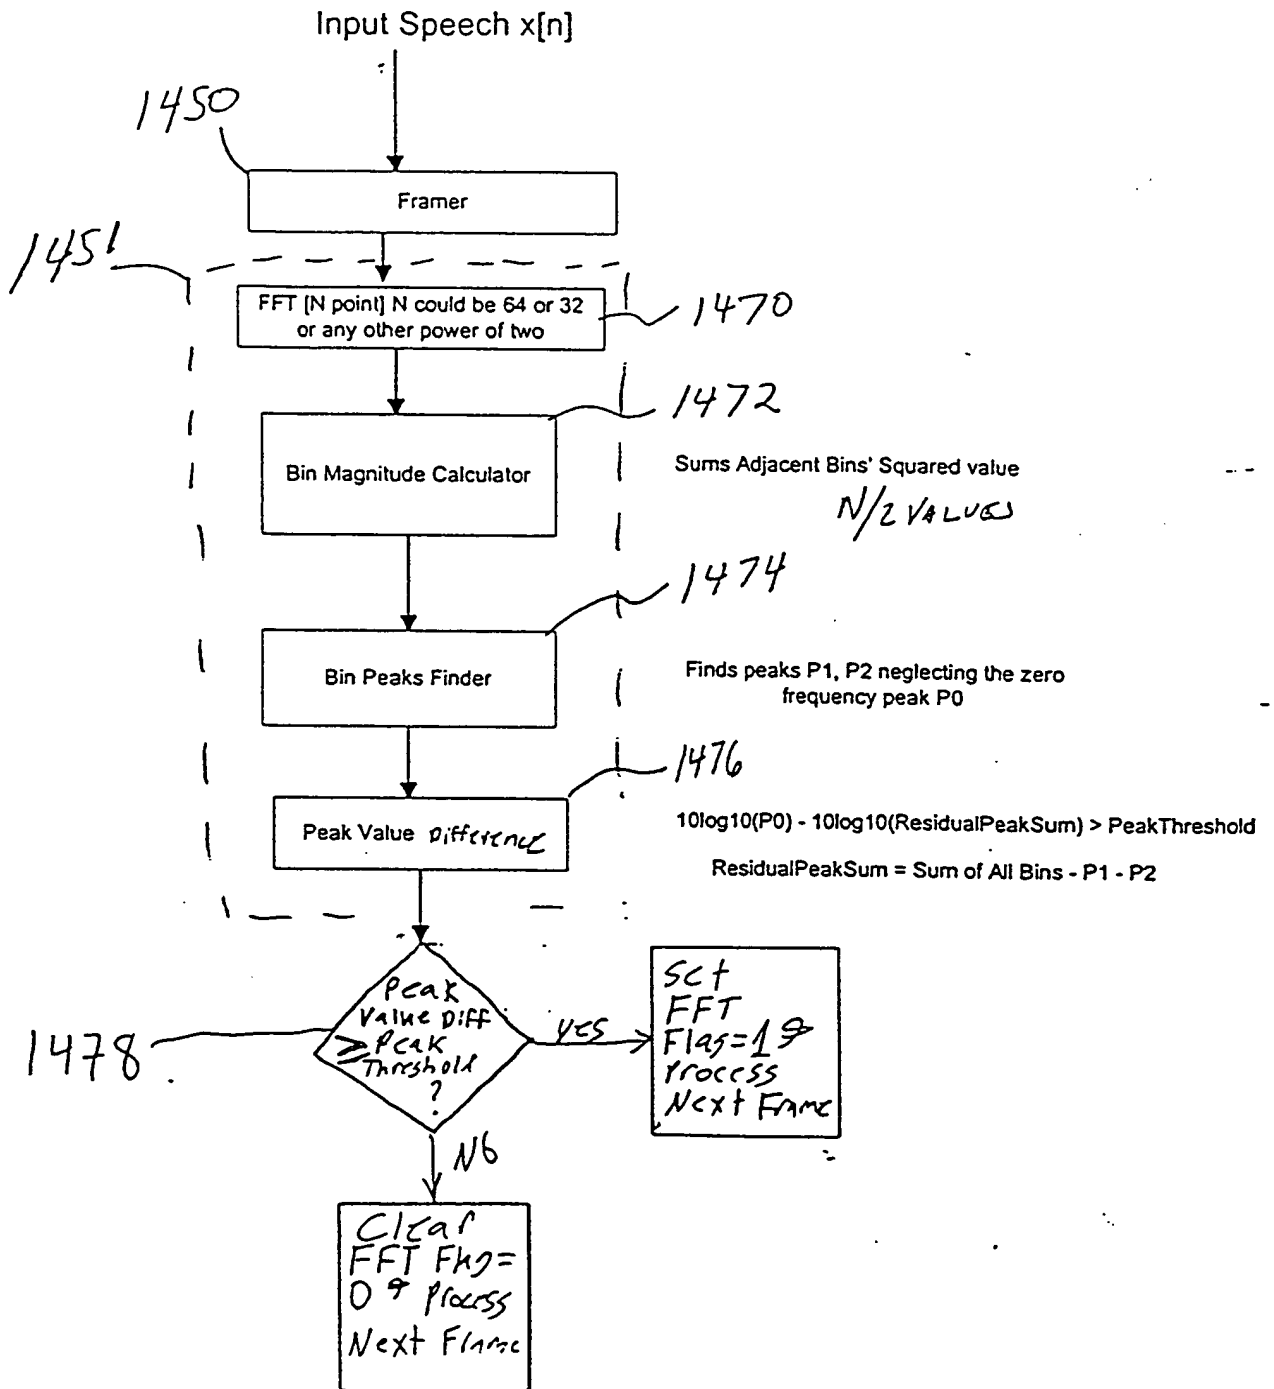 Input Speech x[n]
1450
Framer
1451
FFT [N point] N could be 64 or 32
or any other power of two
1470
1472
Bin Magnitude Calculator
Sums Adjacent Bins' Squared value
N/2 VALUES
1474
Bin Peaks Finder
Finds peaks P1, P2 neglecting the zero
frequency peak P0
1476
Peak Value Difference
10log10(P0) - 10log10(ResidualPeakSum) > PeakThreshold
ResidualPeakSum = Sum of All Bins - P1 - P2
1478
Peak
Value Diff
≥ Peak
Threshold
?
YES
Set
FFT
Flag=1 &
Process
Next Frame
NO
Clear
FFT Flag=
0 & Process
Next Frame